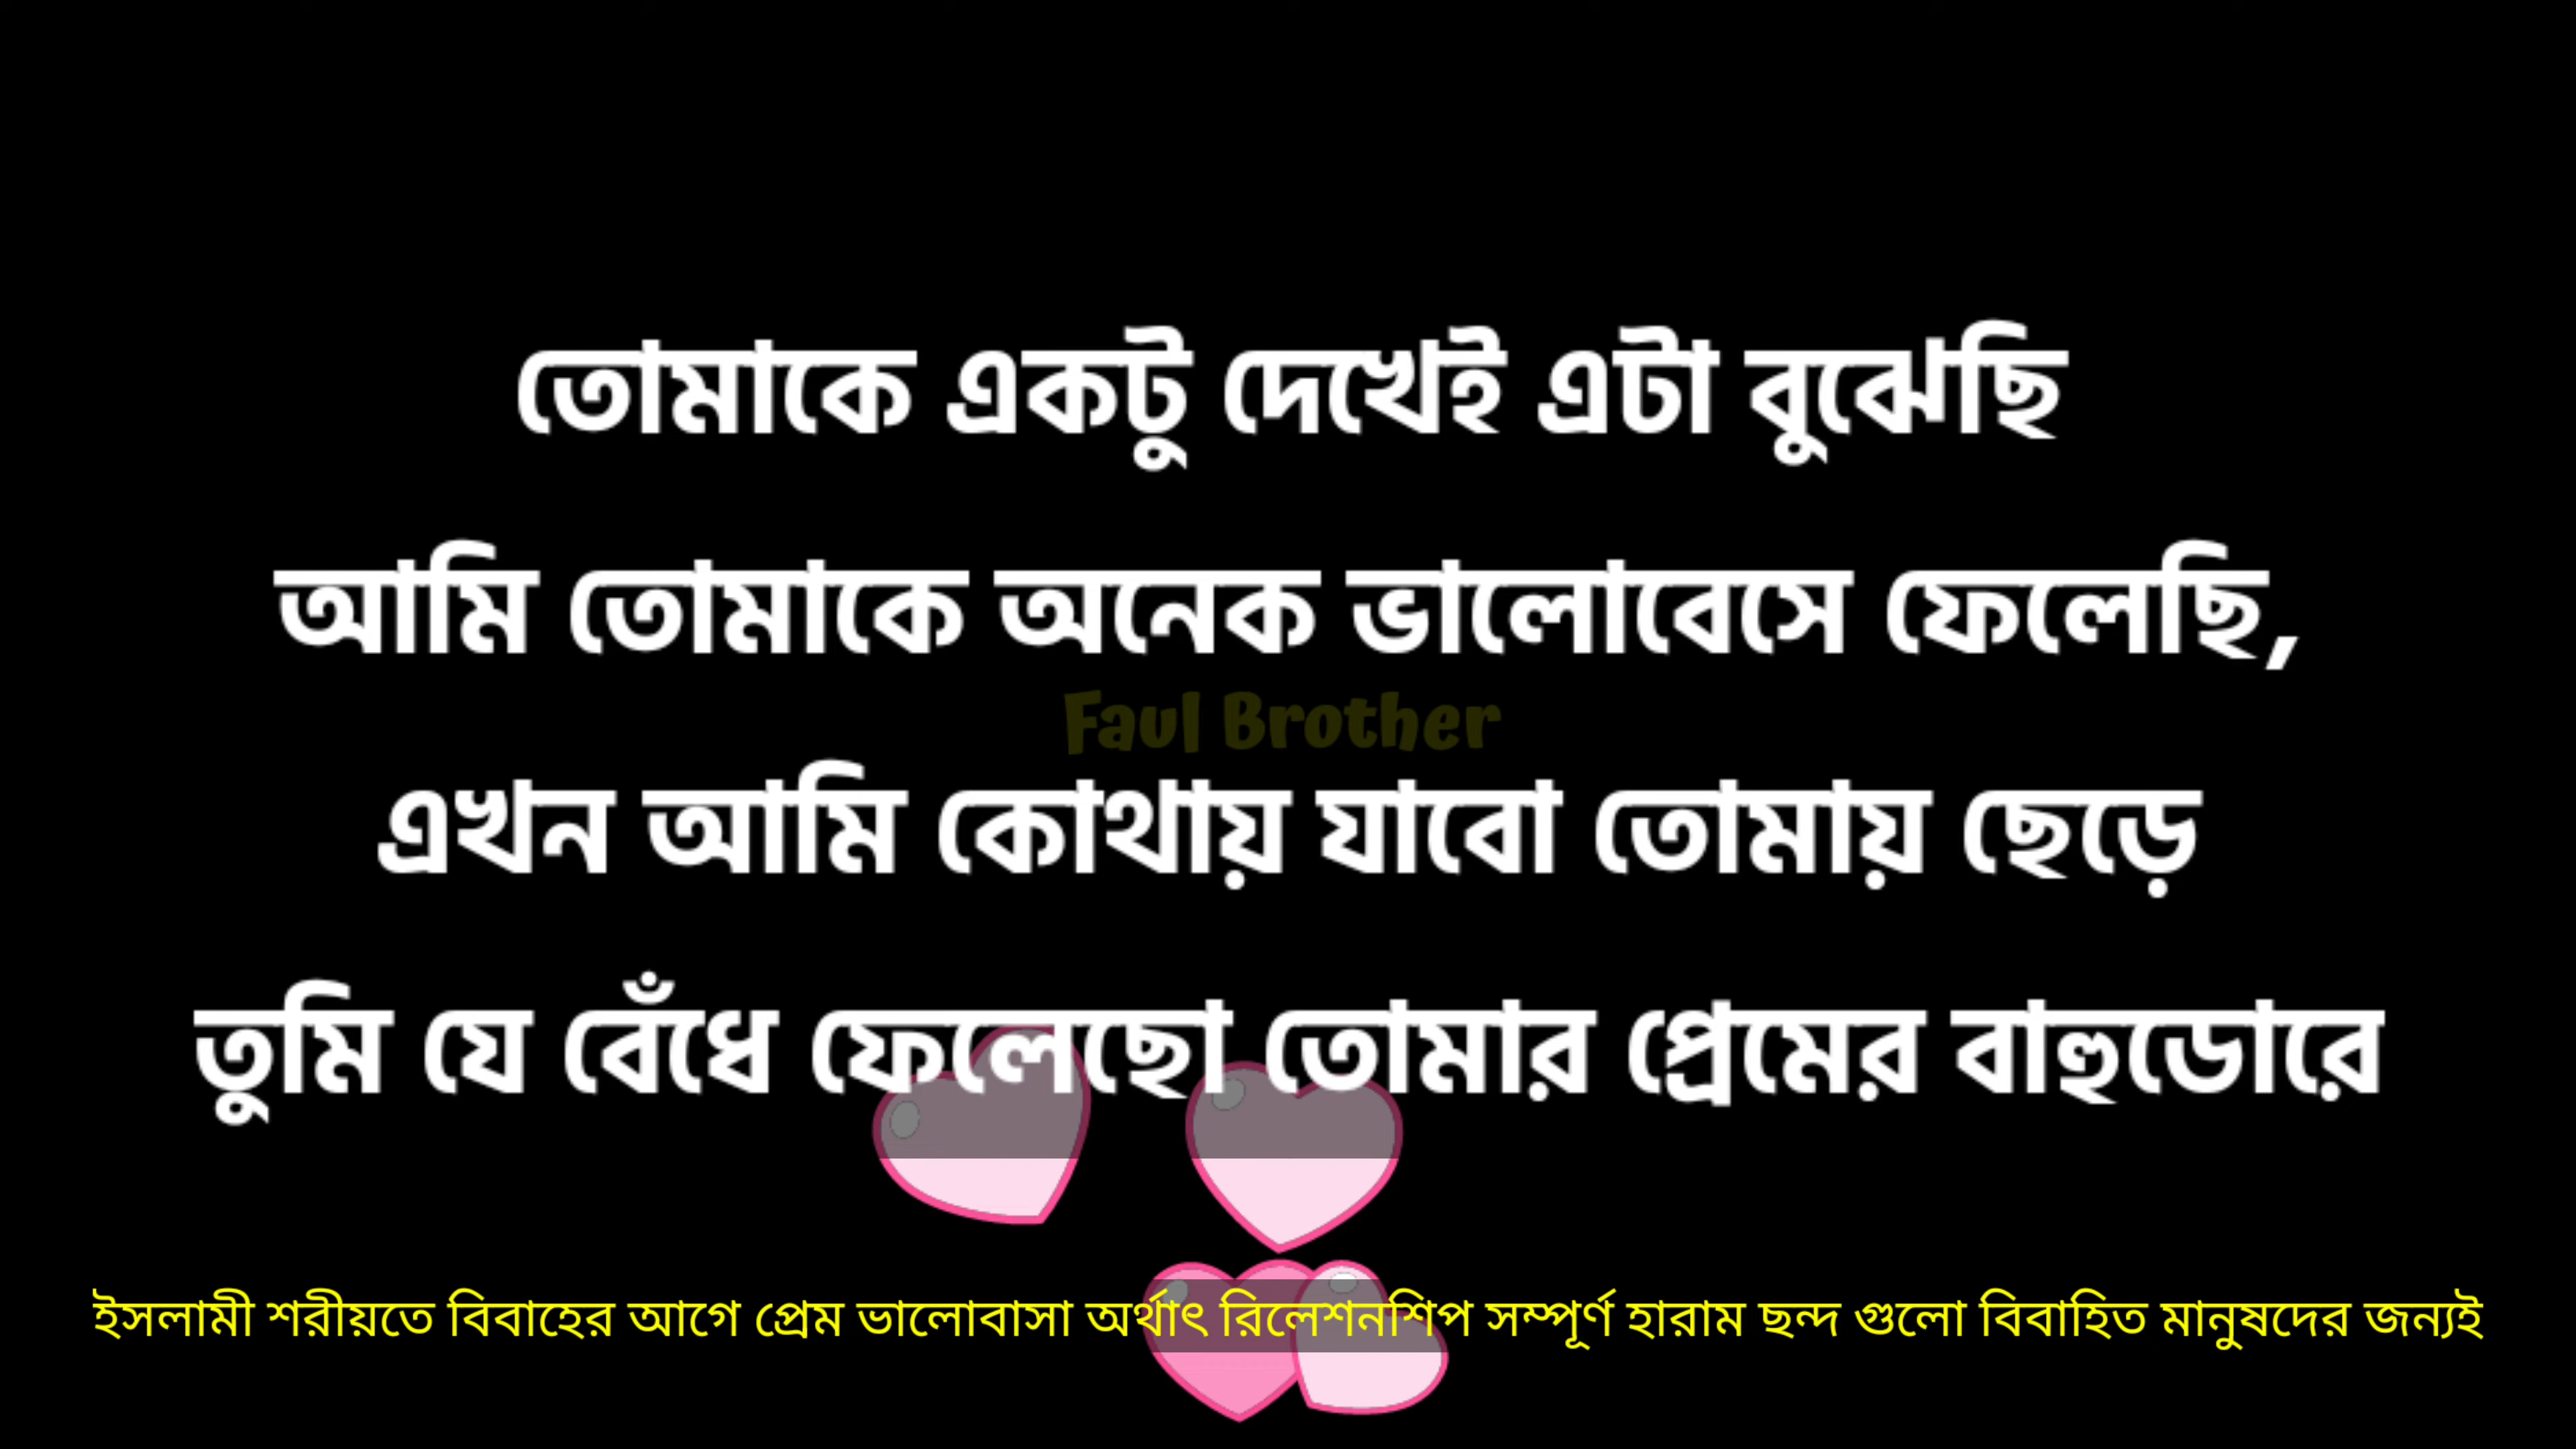 তোমাকে একটু দেখেই এটা বুঝেছি
আমি তোমাকে অনেক ভালোবেসে ফেলেছি,
Faul Brother
এখন আমি কোথায় যাবো তোমায় ছেড়ে
তুমি যে বেঁধে ফেলেছো তোমার প্রেমের বাহুডোরে
ইসলামী শরীয়তে বিবাহের আগে প্রেম ভালোবাসা অর্থাৎ রিলেশনশিপ সম্পূর্ণ হারাম ছন্দ গুলো বিবাহিত মানুষদের জন্যই